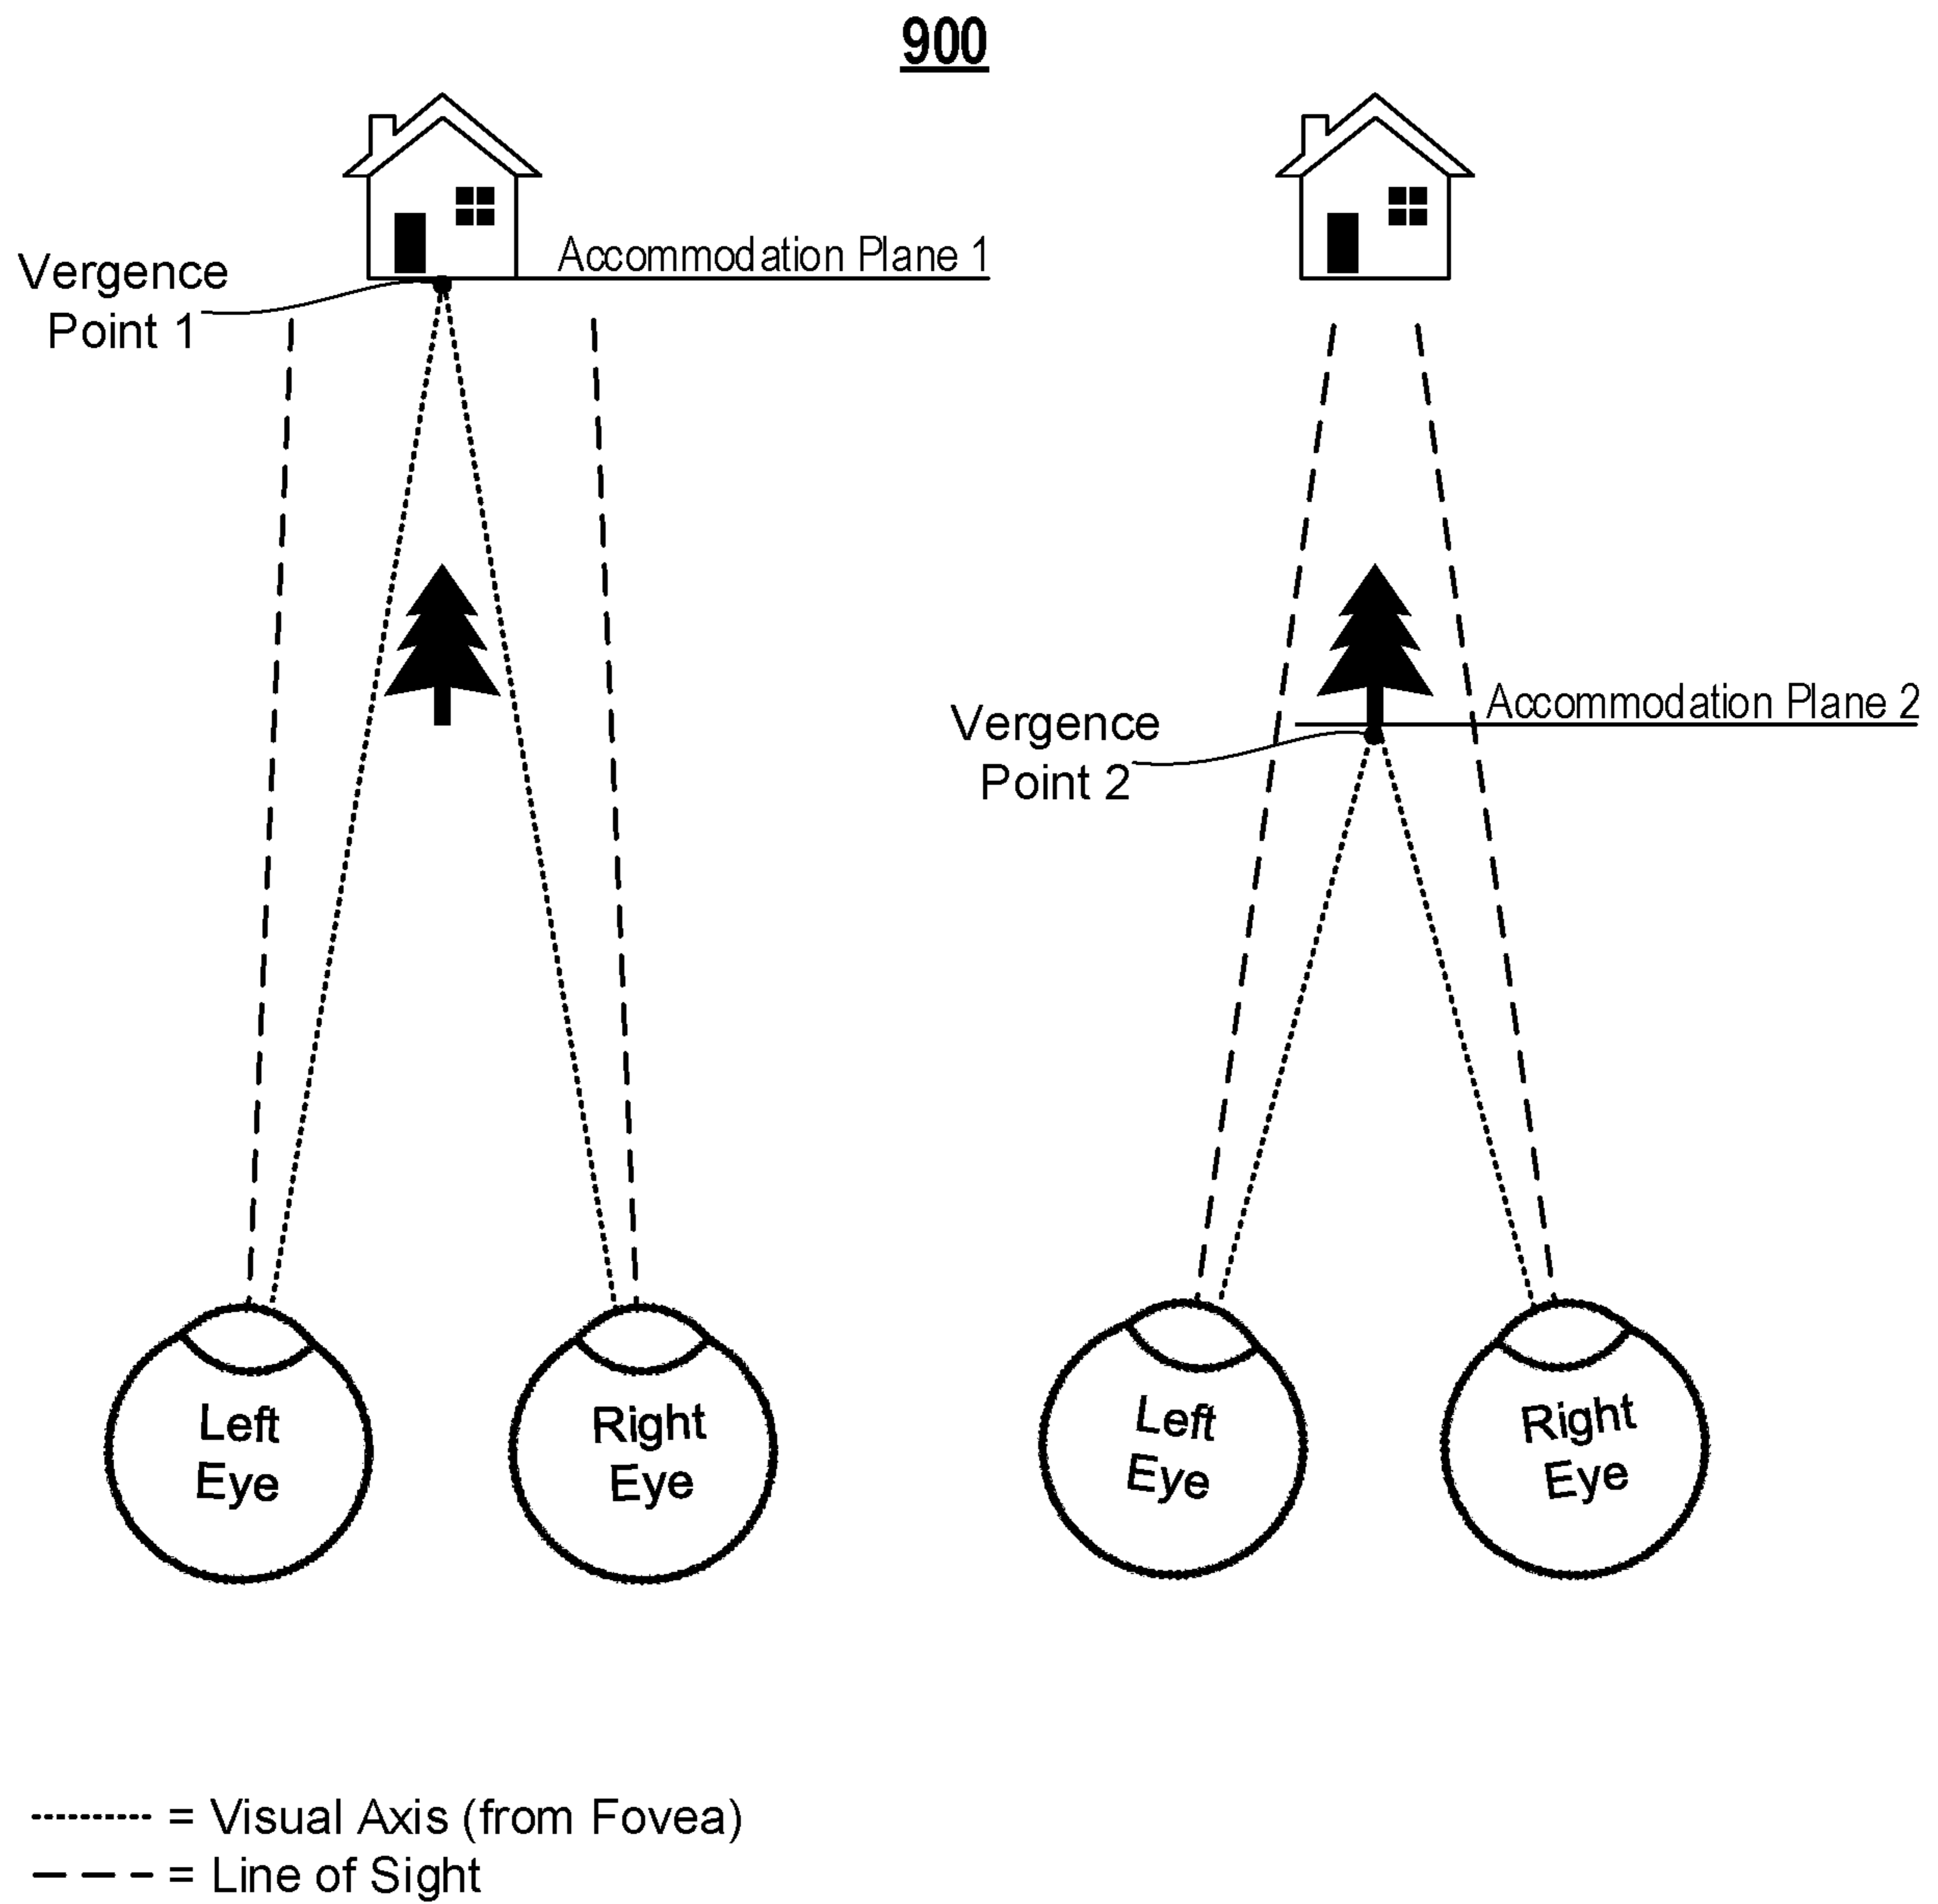 900
Accommodation Plane 1
Vergence
Point 1
Accommodation Plane 2
Vergence
Point 2
Left
Eye
Right
Eye
Left
Eye
Right
Eye
= Visual Axis (from Fovea)
= Line of Sight